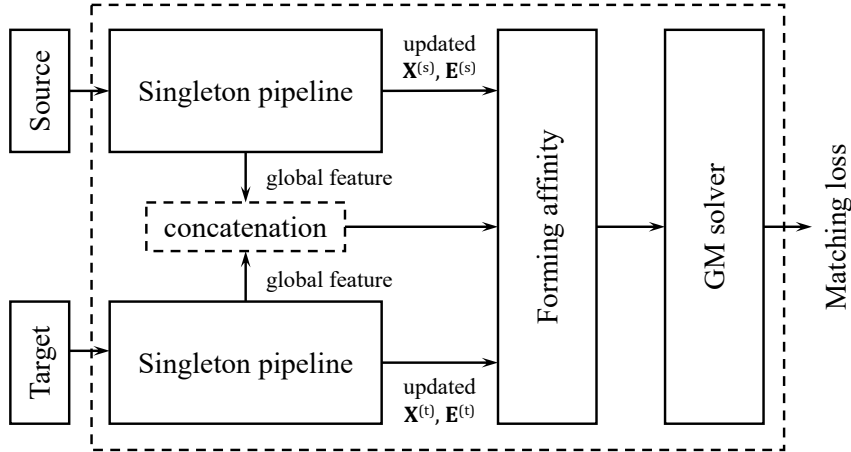 Source
Singleton pipeline
updated
X(s), E(s)
global feature
concatenation
global feature
Target
Singleton pipeline
updated
X(t), E(t)
Forming affinity
GM solver
Matching loss